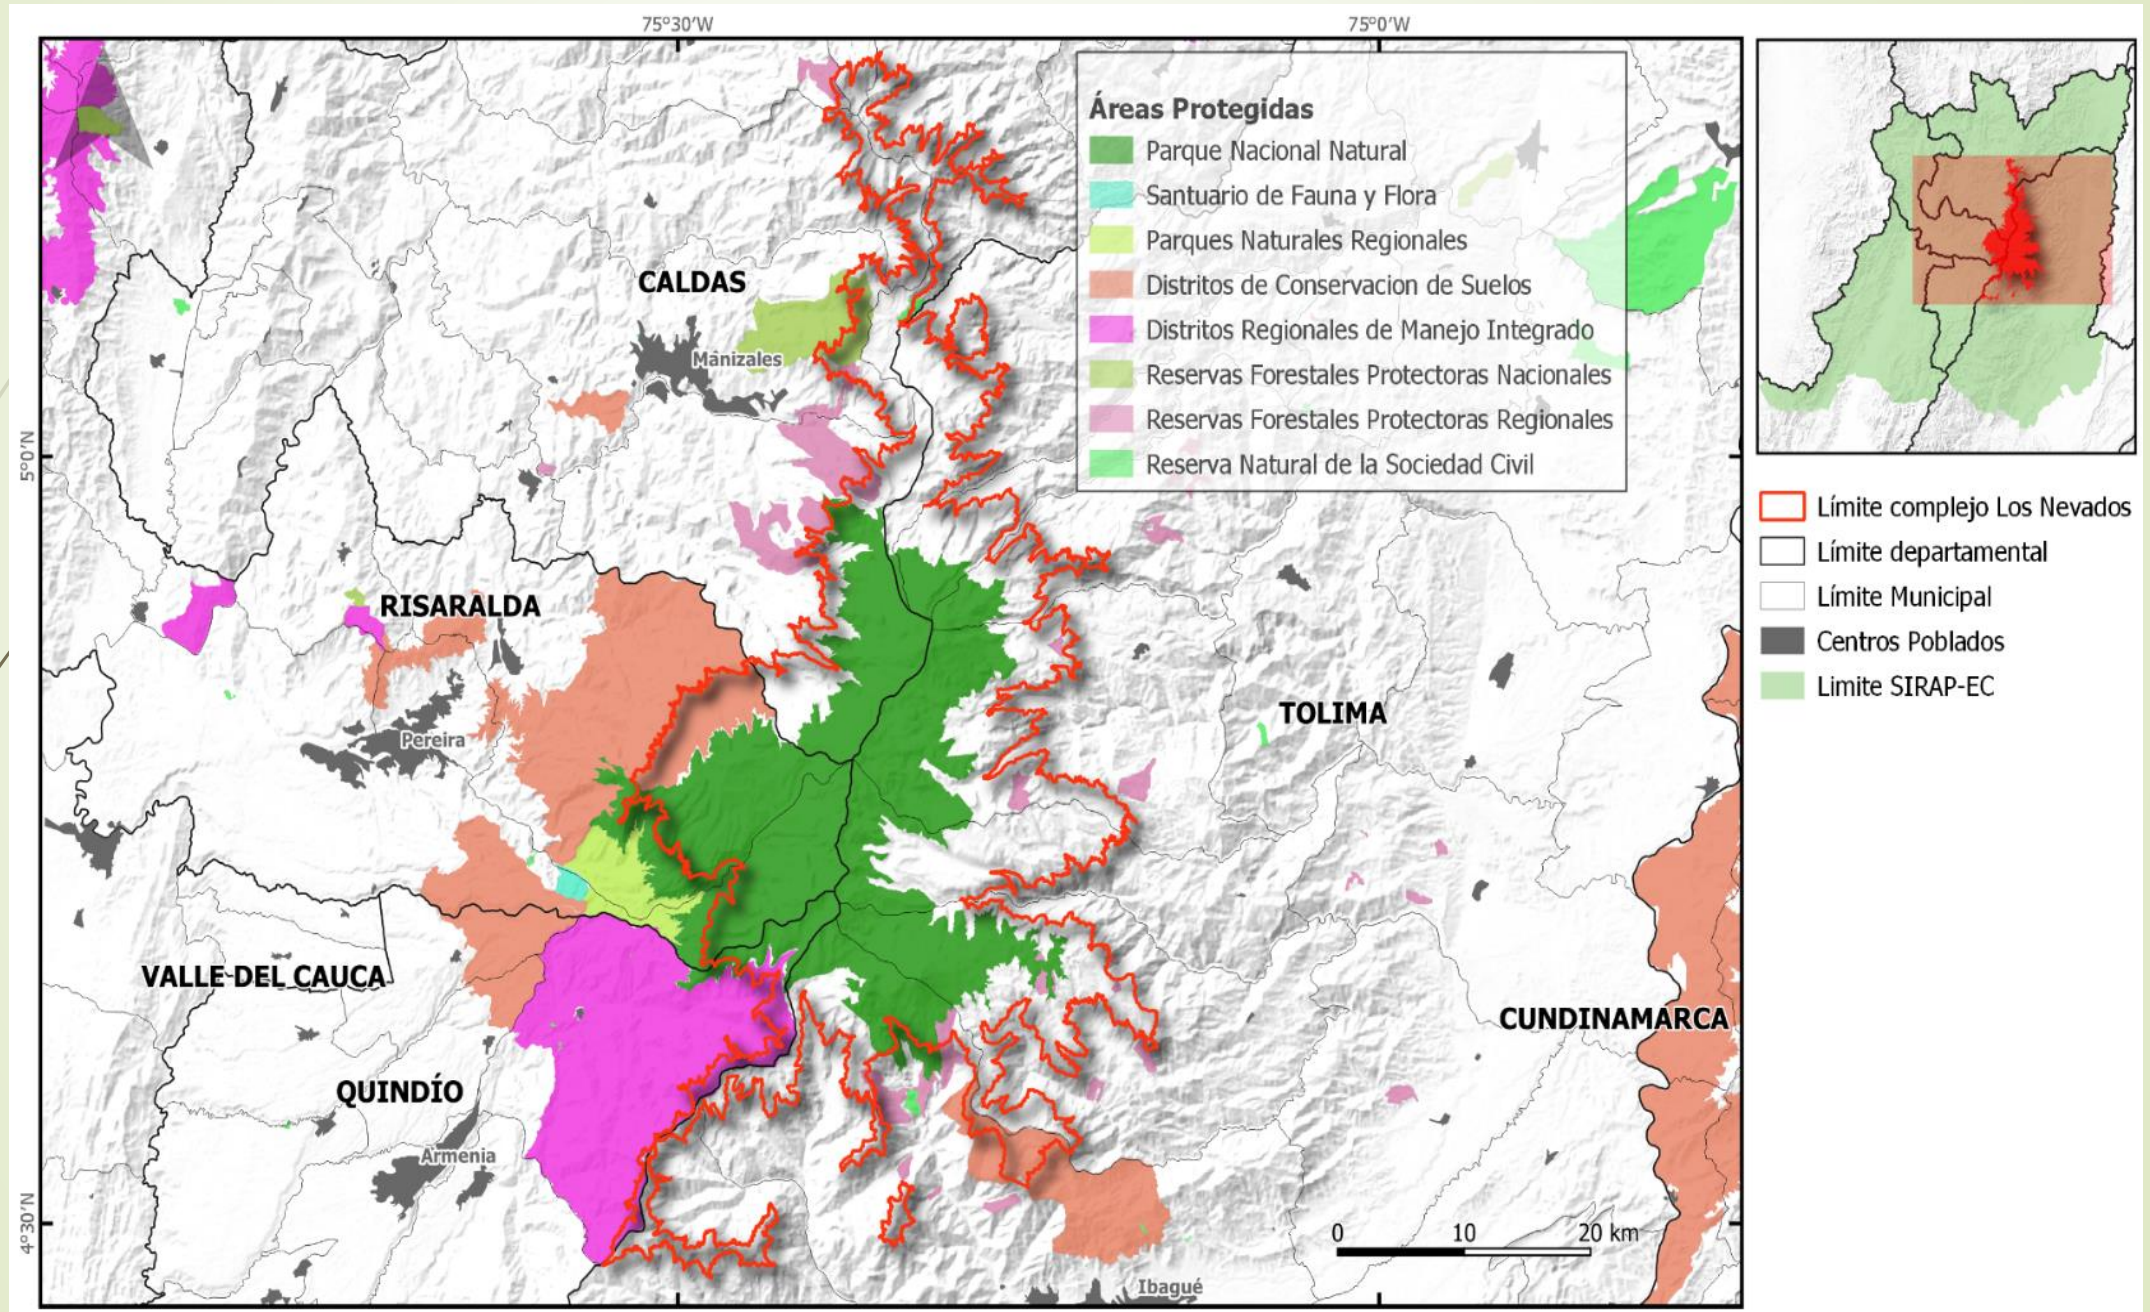 75°30'W
75°0'W
Áreas Protegidas
Parque Nacional Natural
Santuario de Fauna y Flora
Parques Naturales Regionales
Distritos de Conservacion de Suelos
Distritos Regionales de Manejo Integrado
Reservas Forestales Protectoras Nacionales
Reservas Forestales Protectoras Regionales
Reserva Natural de la Sociedad Civil
CALDAS
Manizales
5°0'N
Límite complejo Los Nevados
Límite departamental
Límite Municipal
Centros Poblados
Limite SIRAP-EC
RISARALDA
Pereira
TOLIMA
VALLE DEL CAUCA
CUNDINAMARCA
QUINDÍO
Armenia
4°30'N
0 10 20 km
Ibagué